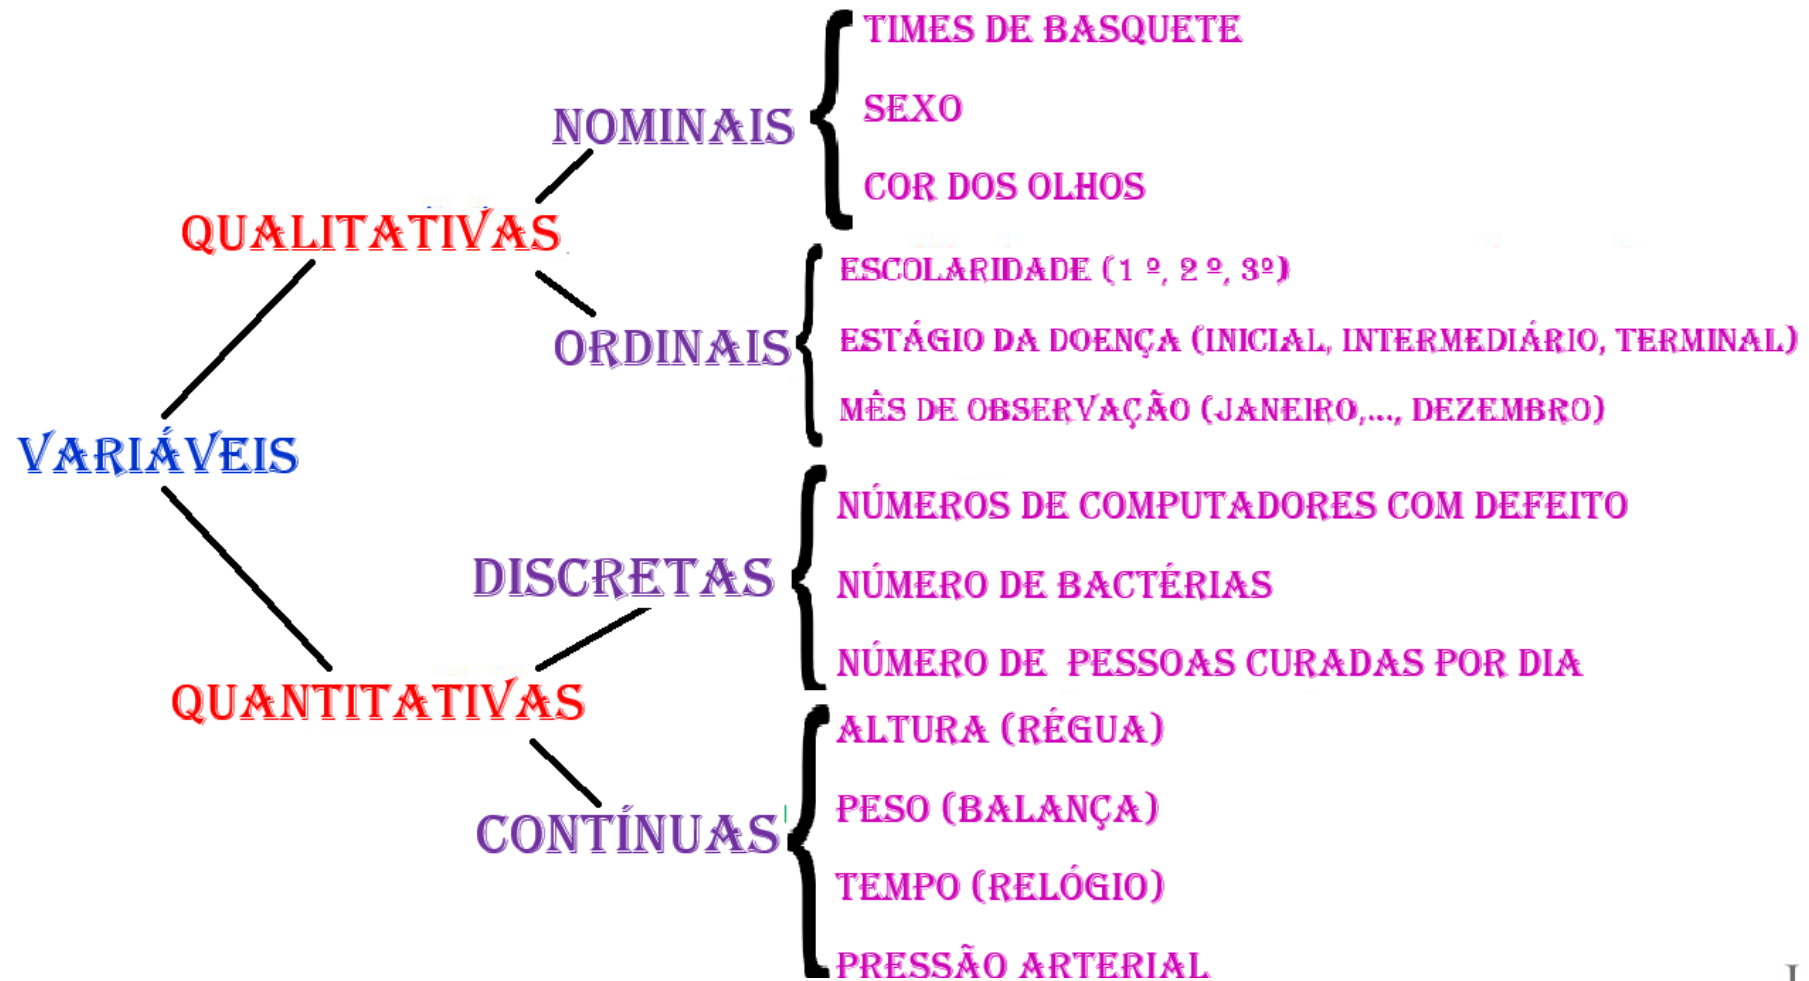 TIMES DE BASQUETE
NOMINAIS
SEXO
COR DOS OLHOS
QUALITATIVAS
ESCOLARIDADE (1 º, 2 º, 3º)
ORDINAIS
ESTÁGIO DA DOENÇA (INICIAL, INTERMEDIÁRIO, TERMINAL)
MÊS DE OBSERVAÇÃO (JANEIRO,..., DEZEMBRO)
VARIÁVEIS
NÚMEROS DE COMPUTADORES COM DEFEITO
DISCRETAS
NÚMERO DE BACTÉRIAS
NÚMERO DE PESSOAS CURADAS POR DIA
QUANTITATIVAS
ALTURA (RÉGUA)
CONTÍNUAS
PESO (BALANÇA)
TEMPO (RELÓGIO)
PRESSÃO ARTERIAL